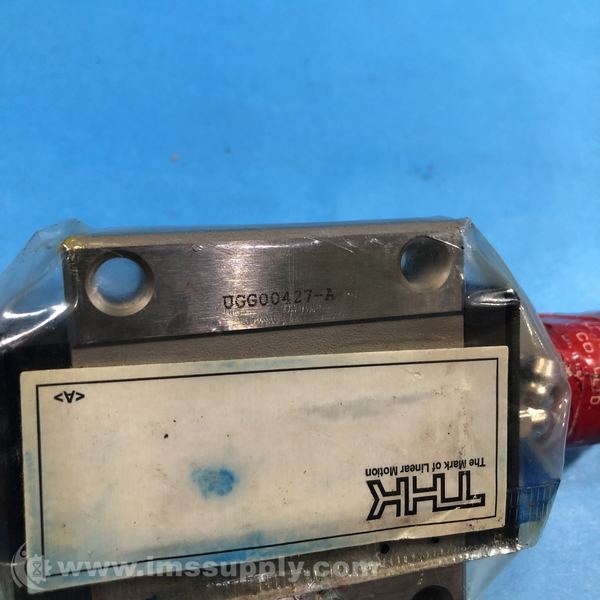 UGG00427-A
<A>
The Mark of Linear Motion
THK
www.imssupply.com